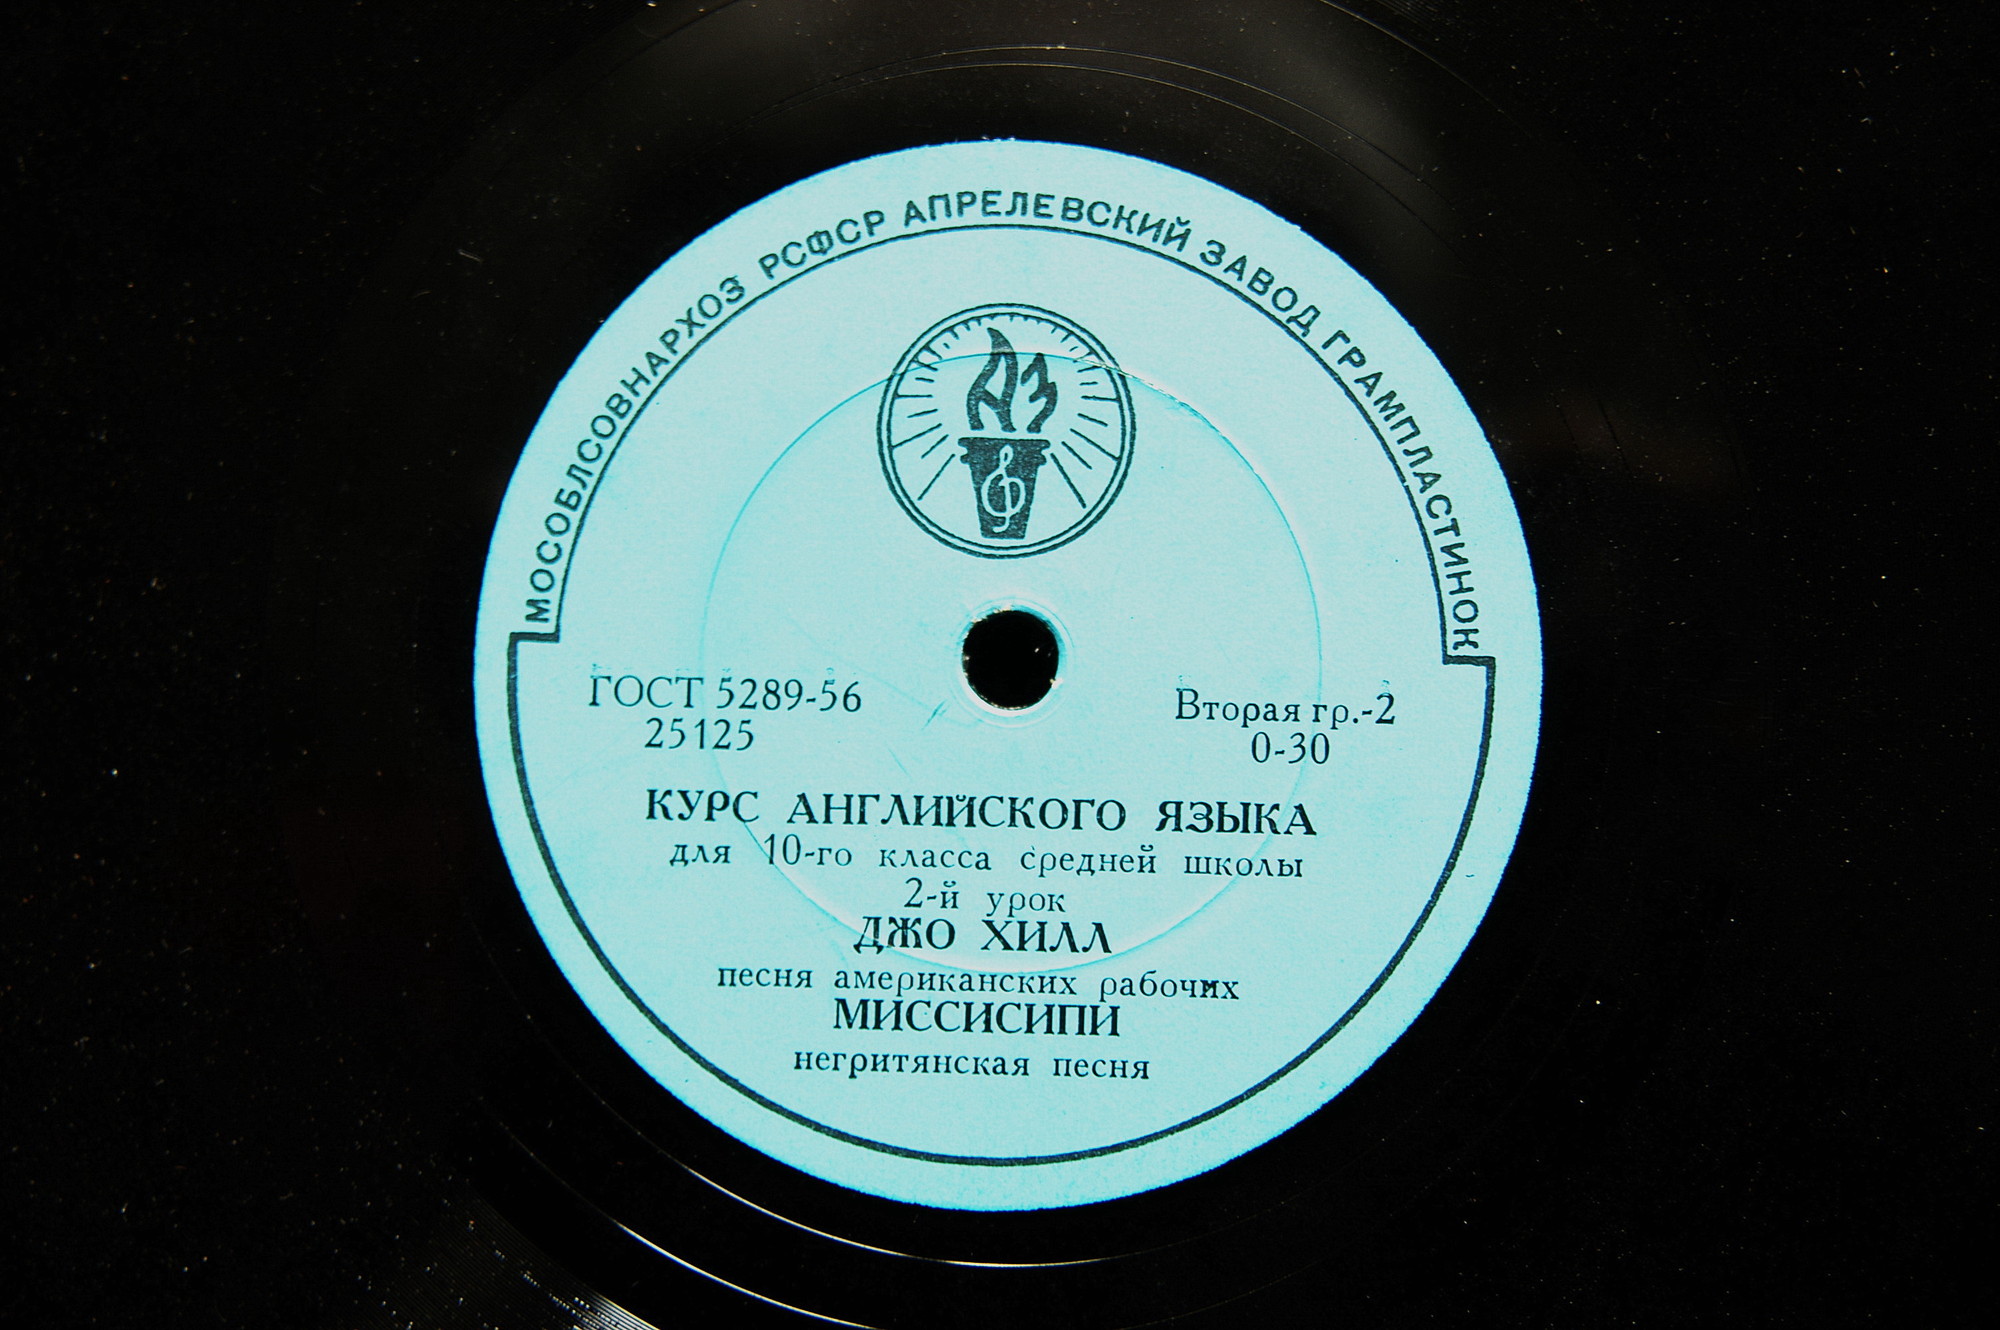 МОСОБЛСОВНАРХОЗ РСФСР АПРЕЛЕВСКИЙ ЗАВОД ГРАМПЛАСТИНОК
АЗ
ГОСТ 5289-56
25125
Вторая гр.-2
0-30
КУРС АНГЛИЙСКОГО ЯЗЫКА
для 10-го класса средней школы
2-й урок
ДЖО ХИЛЛ
песня американских рабочих
МИССИСИПИ
негритянская песня